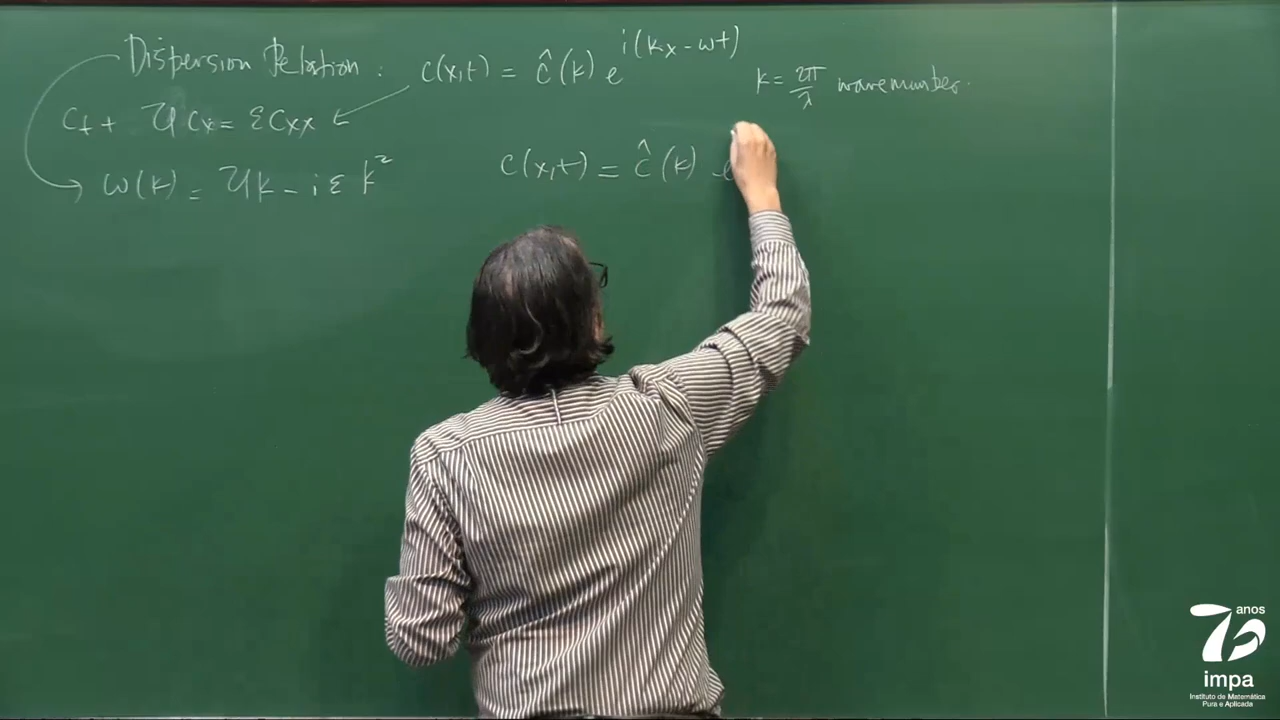 Dispersion Relation : c(x,t) = ĉ(k) e^{i(kx - ωt)}
k = 2π/λ wavenumber.
c_t + 𝒰 c_x = ε c_xx
ω(k) = 𝒰k - iεk²
c(x,t) = ĉ(k) e
75 anos
impa
Instituto de Matemática
Pura e Aplicada